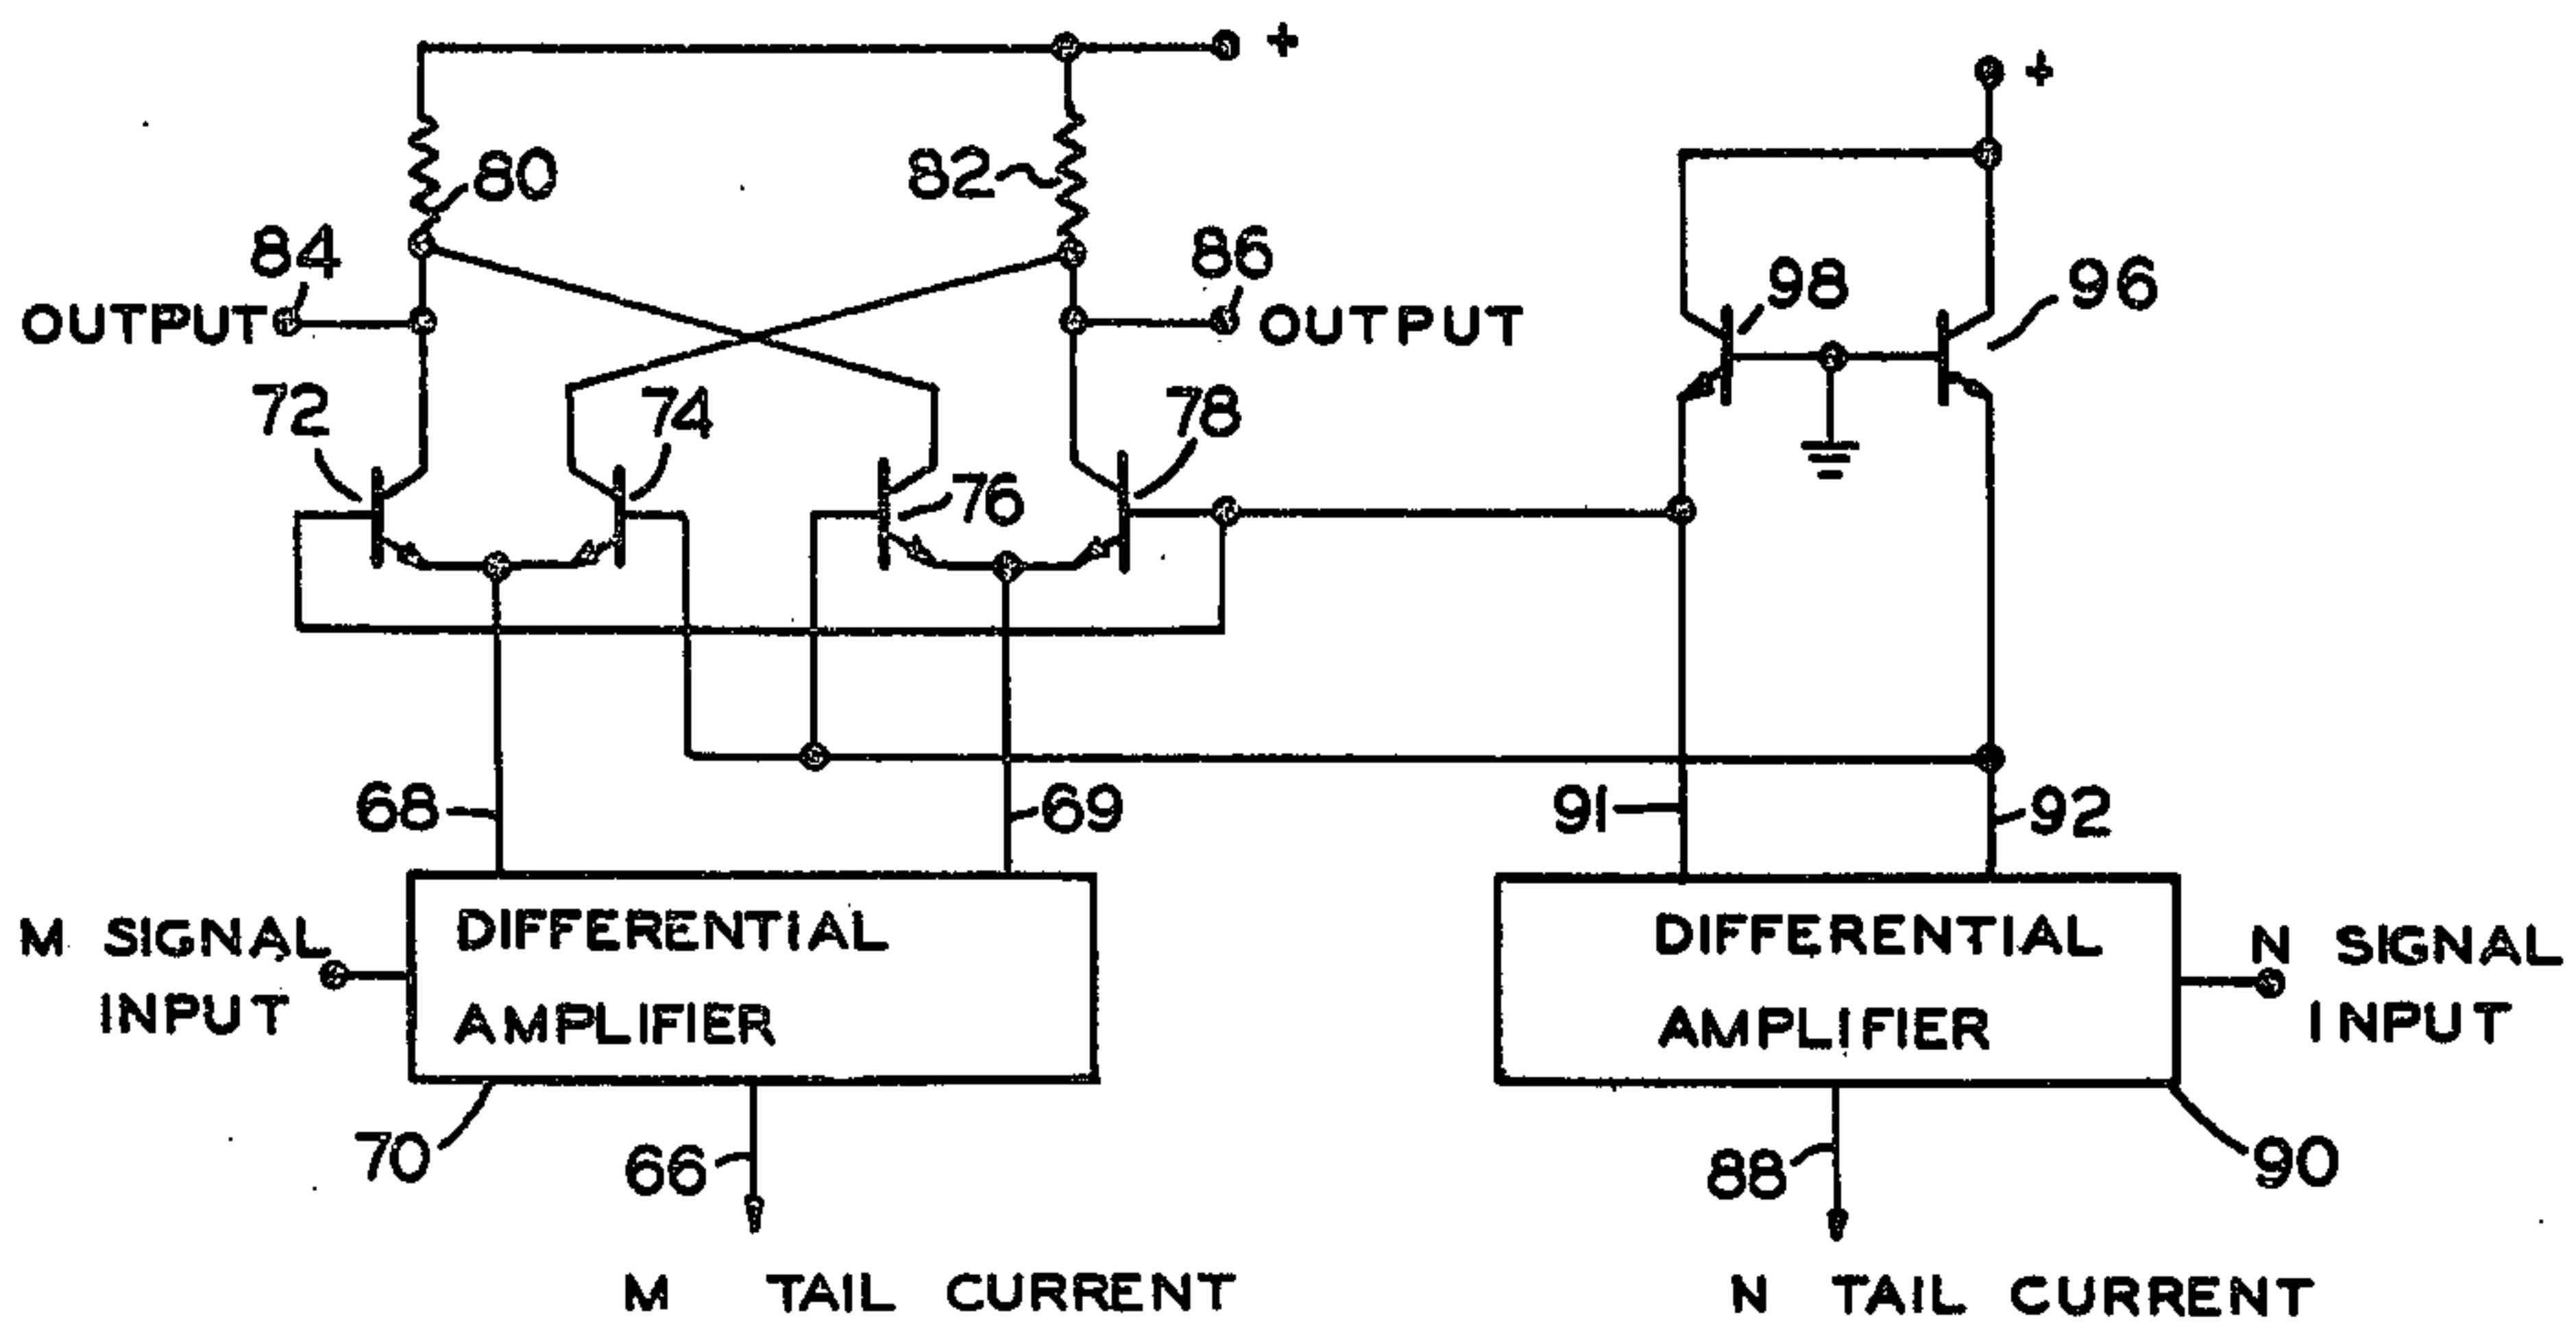 +
+
80
82
84
86
98
96
OUTPUT
OUTPUT
72
74
78
76
68
69
91
92
M SIGNAL
INPUT
DIFFERENTIAL
AMPLIFIER
DIFFERENTIAL
AMPLIFIER
N SIGNAL
INPUT
70
66
88
90
M TAIL CURRENT
N TAIL CURRENT